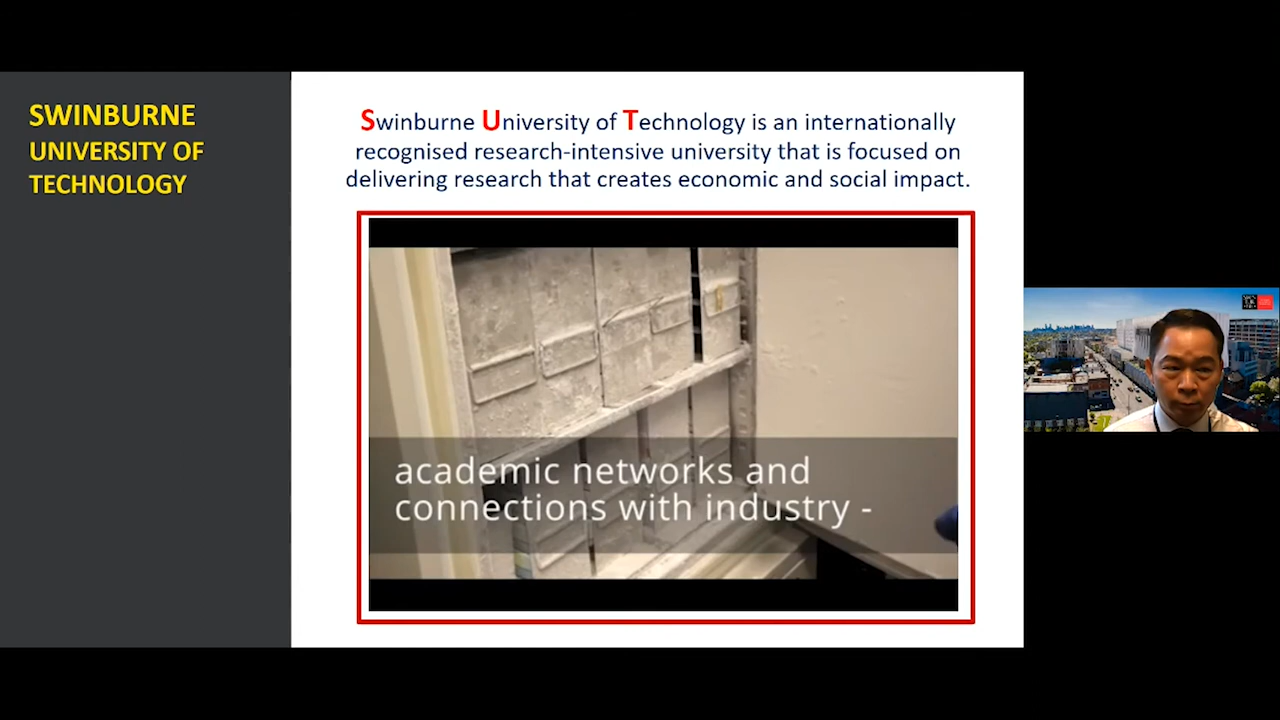 SWINBURNE
UNIVERSITY OF
TECHNOLOGY
Swinburne University of Technology is an internationally
recognised research-intensive university that is focused on
delivering research that creates economic and social impact.
academic networks and
connections with industry -